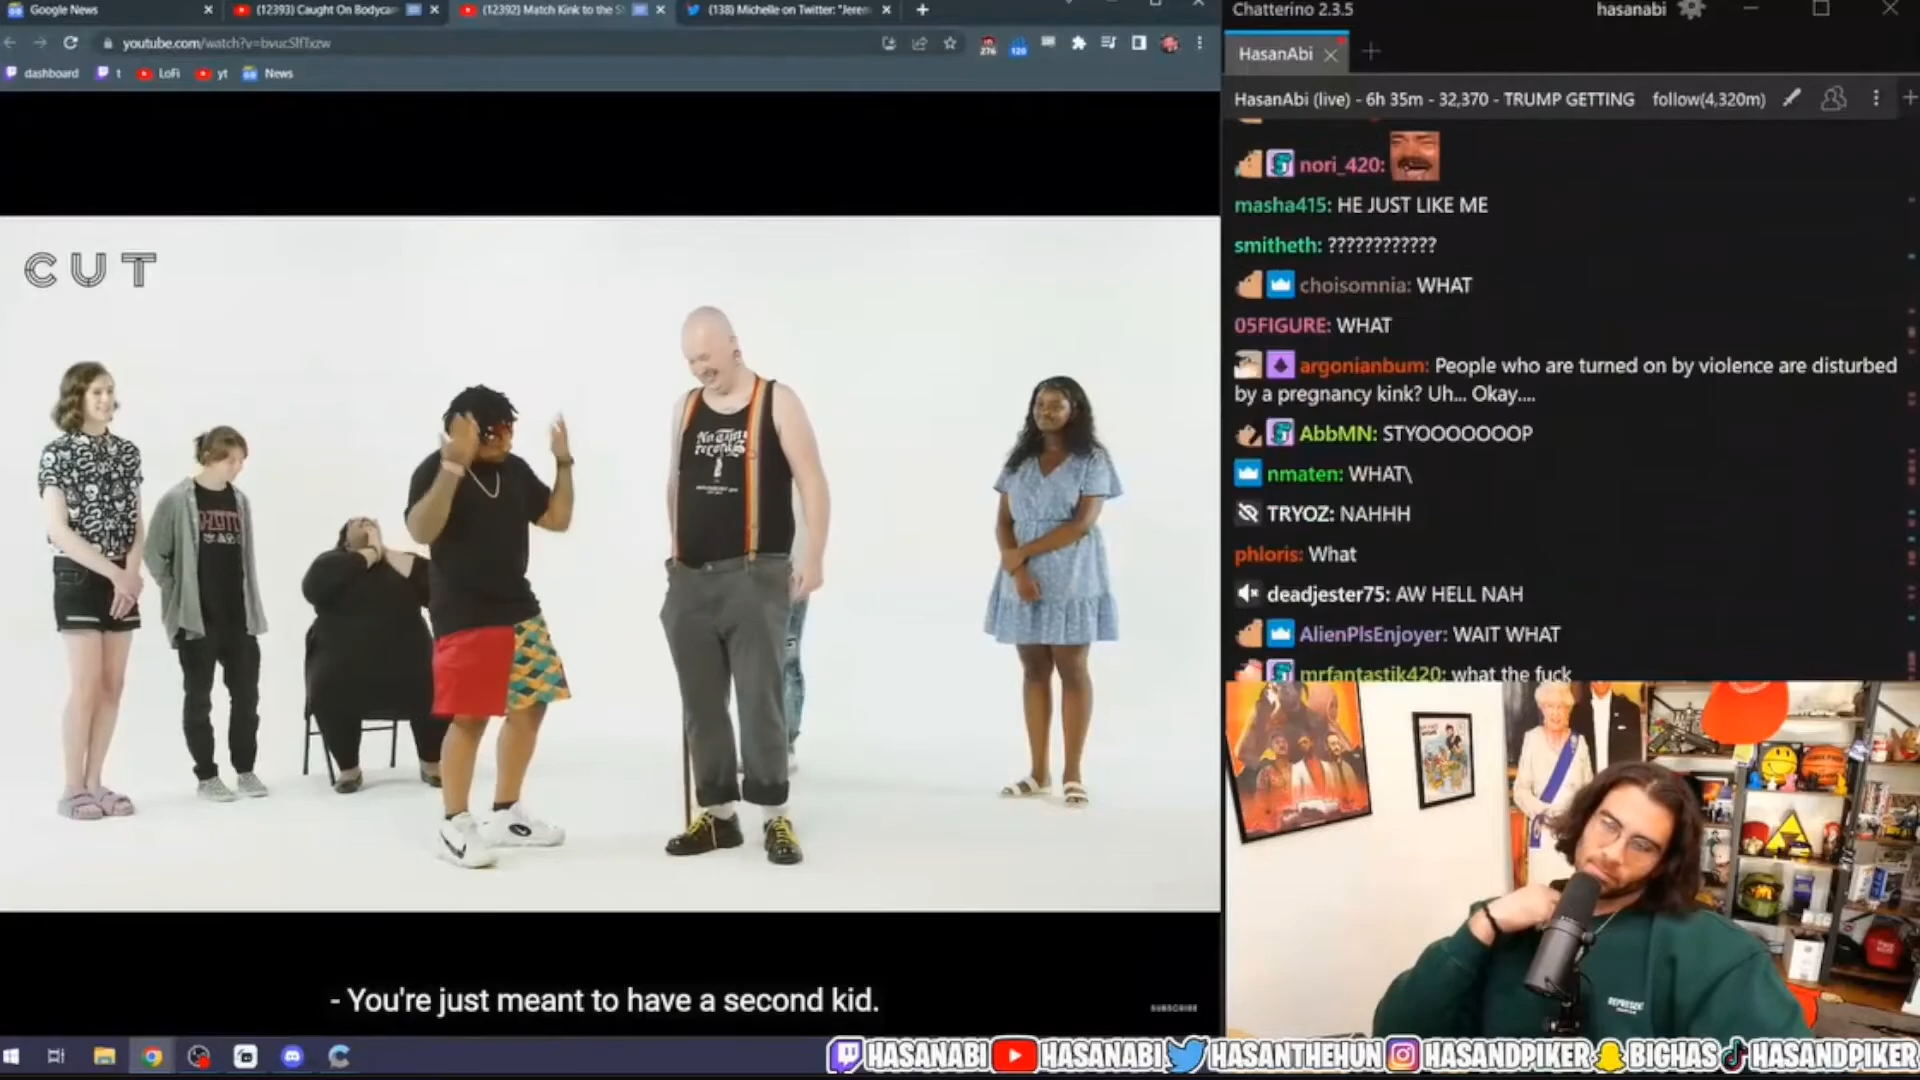 Google News
(12393) Caught On Bodycam
(12392) Match Kink to the
(138) Michelle on Twitter: "Jerem
youtube.com/watch?v=bvucSlfTxzw
276
120
dashboard
t
LoFi
yt
News
CUT
- You're just meant to have a second kid.
SUBSCRIBE
Chatterino 2.3.5
hasanabi
HasanAbi
HasanAbi (live) - 6h 35m - 32,370 - TRUMP GETTING
follow(4,320m)
nori_420:
masha415: HE JUST LIKE ME
smitheth: ????????????
choisomnia: WHAT
05FIGURE: WHAT
argonianbum: People who are turned on by violence are disturbed
by a pregnancy kink? Uh... Okay....
AbbMN: STYOOOOOOOP
nmaten: WHAT\
TRYOZ: NAHHH
phloris: What
deadjester75: AW HELL NAH
AlienPlsEnjoyer: WAIT WHAT
mrfantastik420: what the fuck
HASANABI
HASANABI
HASANTHEHUN
HASANDPIKER
BIGHAS
HASANDPIKER